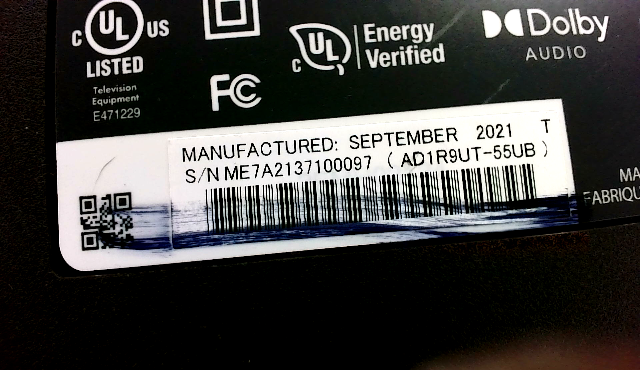 c UL US
LISTED
Television
Equipment
E471229
FC
c UL
Energy
Verified
Dolby
AUDIO
MANUFACTURED: SEPTEMBER 2021 T
S/N ME7A2137100097 ( AD1R9UT-55UB )
MA
FABRIQU